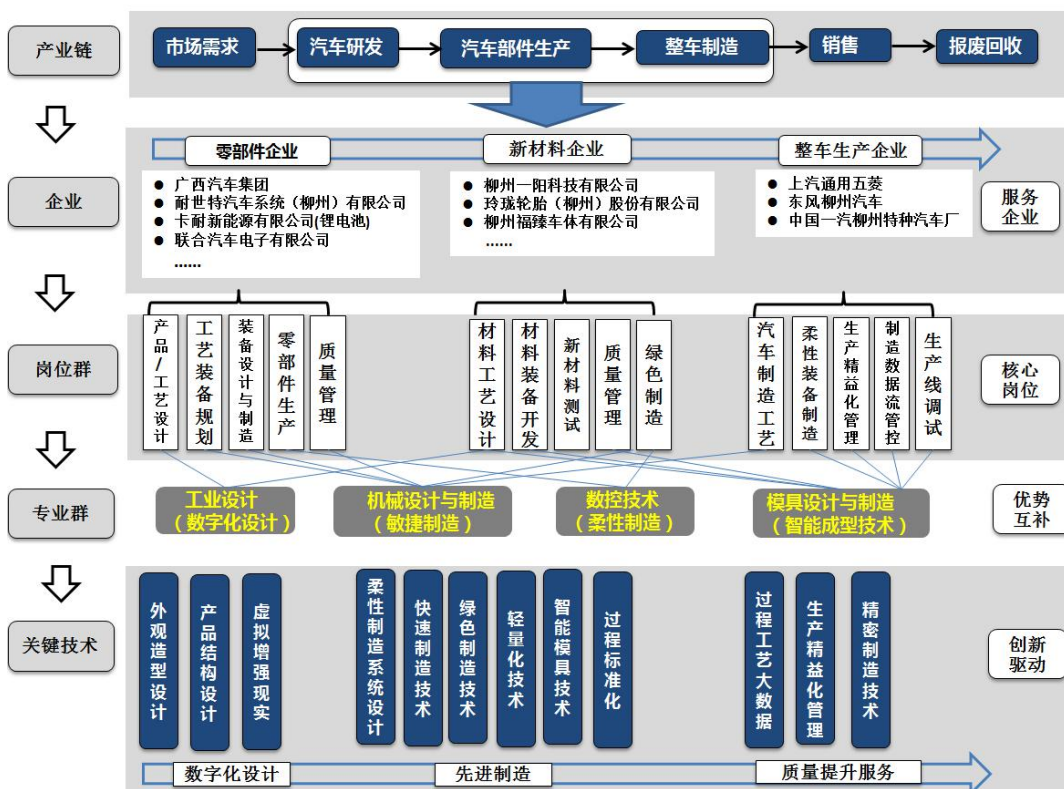 产业链
市场需求
汽车研发
汽车部件生产
整车制造
销售
报废回收
企业
零部件企业
新材料企业
整车生产企业
● 广西汽车集团
● 耐世特汽车系统（柳州）有限公司
● 卡耐新能源有限公司(锂电池)
● 联合汽车电子有限公司
......
● 柳州一阳科技有限公司
● 玲珑轮胎（柳州）股份有限公司
● 柳州福臻车体有限公司
......
● 上汽通用五菱
● 东风柳州汽车
● 中国一汽柳州特种汽车厂
服务
企业
岗位群
产品/工艺设计
工艺装备规划
装备设计与制造
零部件生产
质量管理
材料工艺设计
材料装备开发
新材料测试
质量管理
绿色制造
汽车制造工艺
柔性装备制造
生产精益化管理
制造数据流管控
生产线调试
核心
岗位
专业群
工业设计
（数字化设计）
机械设计与制造
（敏捷制造）
数控技术
（柔性制造）
模具设计与制造
（智能成型技术）
优势
互补
关键技术
外观造型设计
产品结构设计
虚拟增强现实
柔性制造系统设计
快速制造技术
绿色制造技术
轻量化技术
智能模具技术
过程标准化
过程工艺大数据
生产精益化管理
精密制造技术
创新
驱动
数字化设计
先进制造
质量提升服务